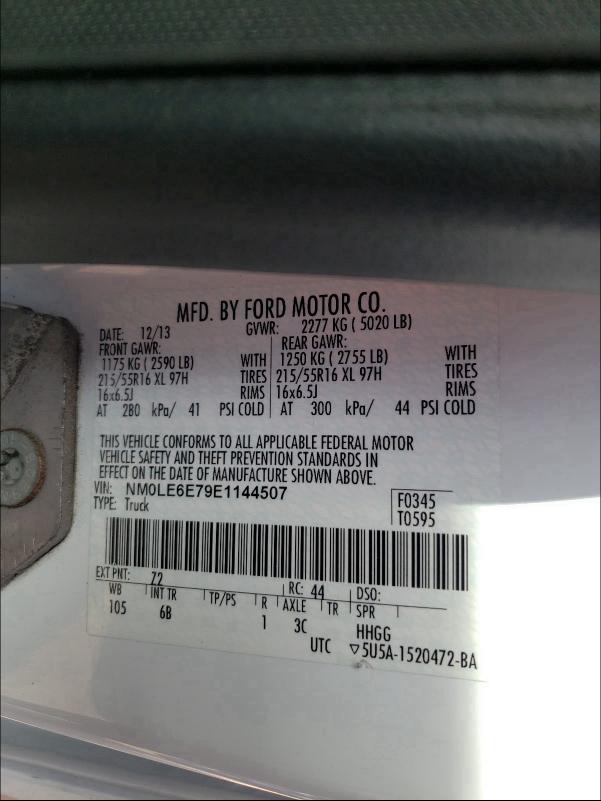 MFD. BY FORD MOTOR CO.
DATE: 12/13 GVWR: 2277 KG ( 5020 LB)
FRONT GAWR: REAR GAWR:
1175 KG ( 2590 LB) WITH 1250 KG ( 2755 LB) WITH
215/55R16 XL 97H TIRES 215/55R16 XL 97H TIRES
16x6.5J RIMS 16x6.5J RIMS
AT 280 kPa/ 41 PSI COLD AT 300 kPa/ 44 PSI COLD
THIS VEHICLE CONFORMS TO ALL APPLICABLE FEDERAL MOTOR
VEHICLE SAFETY AND THEFT PREVENTION STANDARDS IN
EFFECT ON THE DATE OF MANUFACTURE SHOWN ABOVE.
VIN: NM0LE6E79E1144507 F0345
TYPE: Truck T0595
EXT PNT: Z2 RC: 44 DSO:
WB INT TR TP/PS R AXLE TR SPR
105 6B 1 3C HHGG
UTC ▽5U5A-1520472-BA